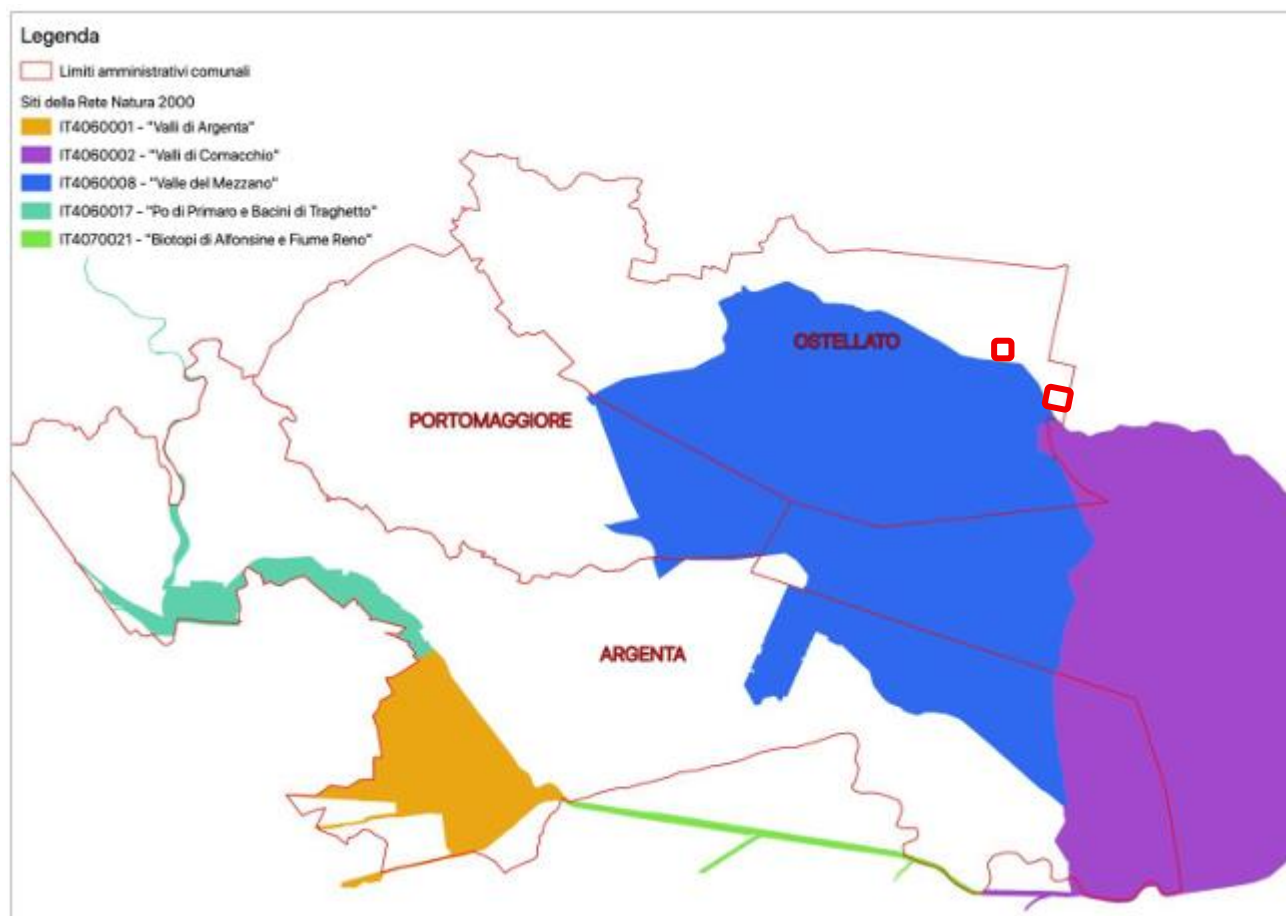 Legenda
Limiti amministrativi comunali
Siti della Rete Natura 2000
IT4060001 - "Valli di Argenta"
IT4060002 - "Valli di Comacchio"
IT4060008 - "Valle del Mezzano"
IT4060017 - "Po di Primaro e Bacini di Traghetto"
IT4070021 - "Biotopi di Alfonsine e Fiume Reno"
OSTELLATO
PORTOMAGGIORE
ARGENTA